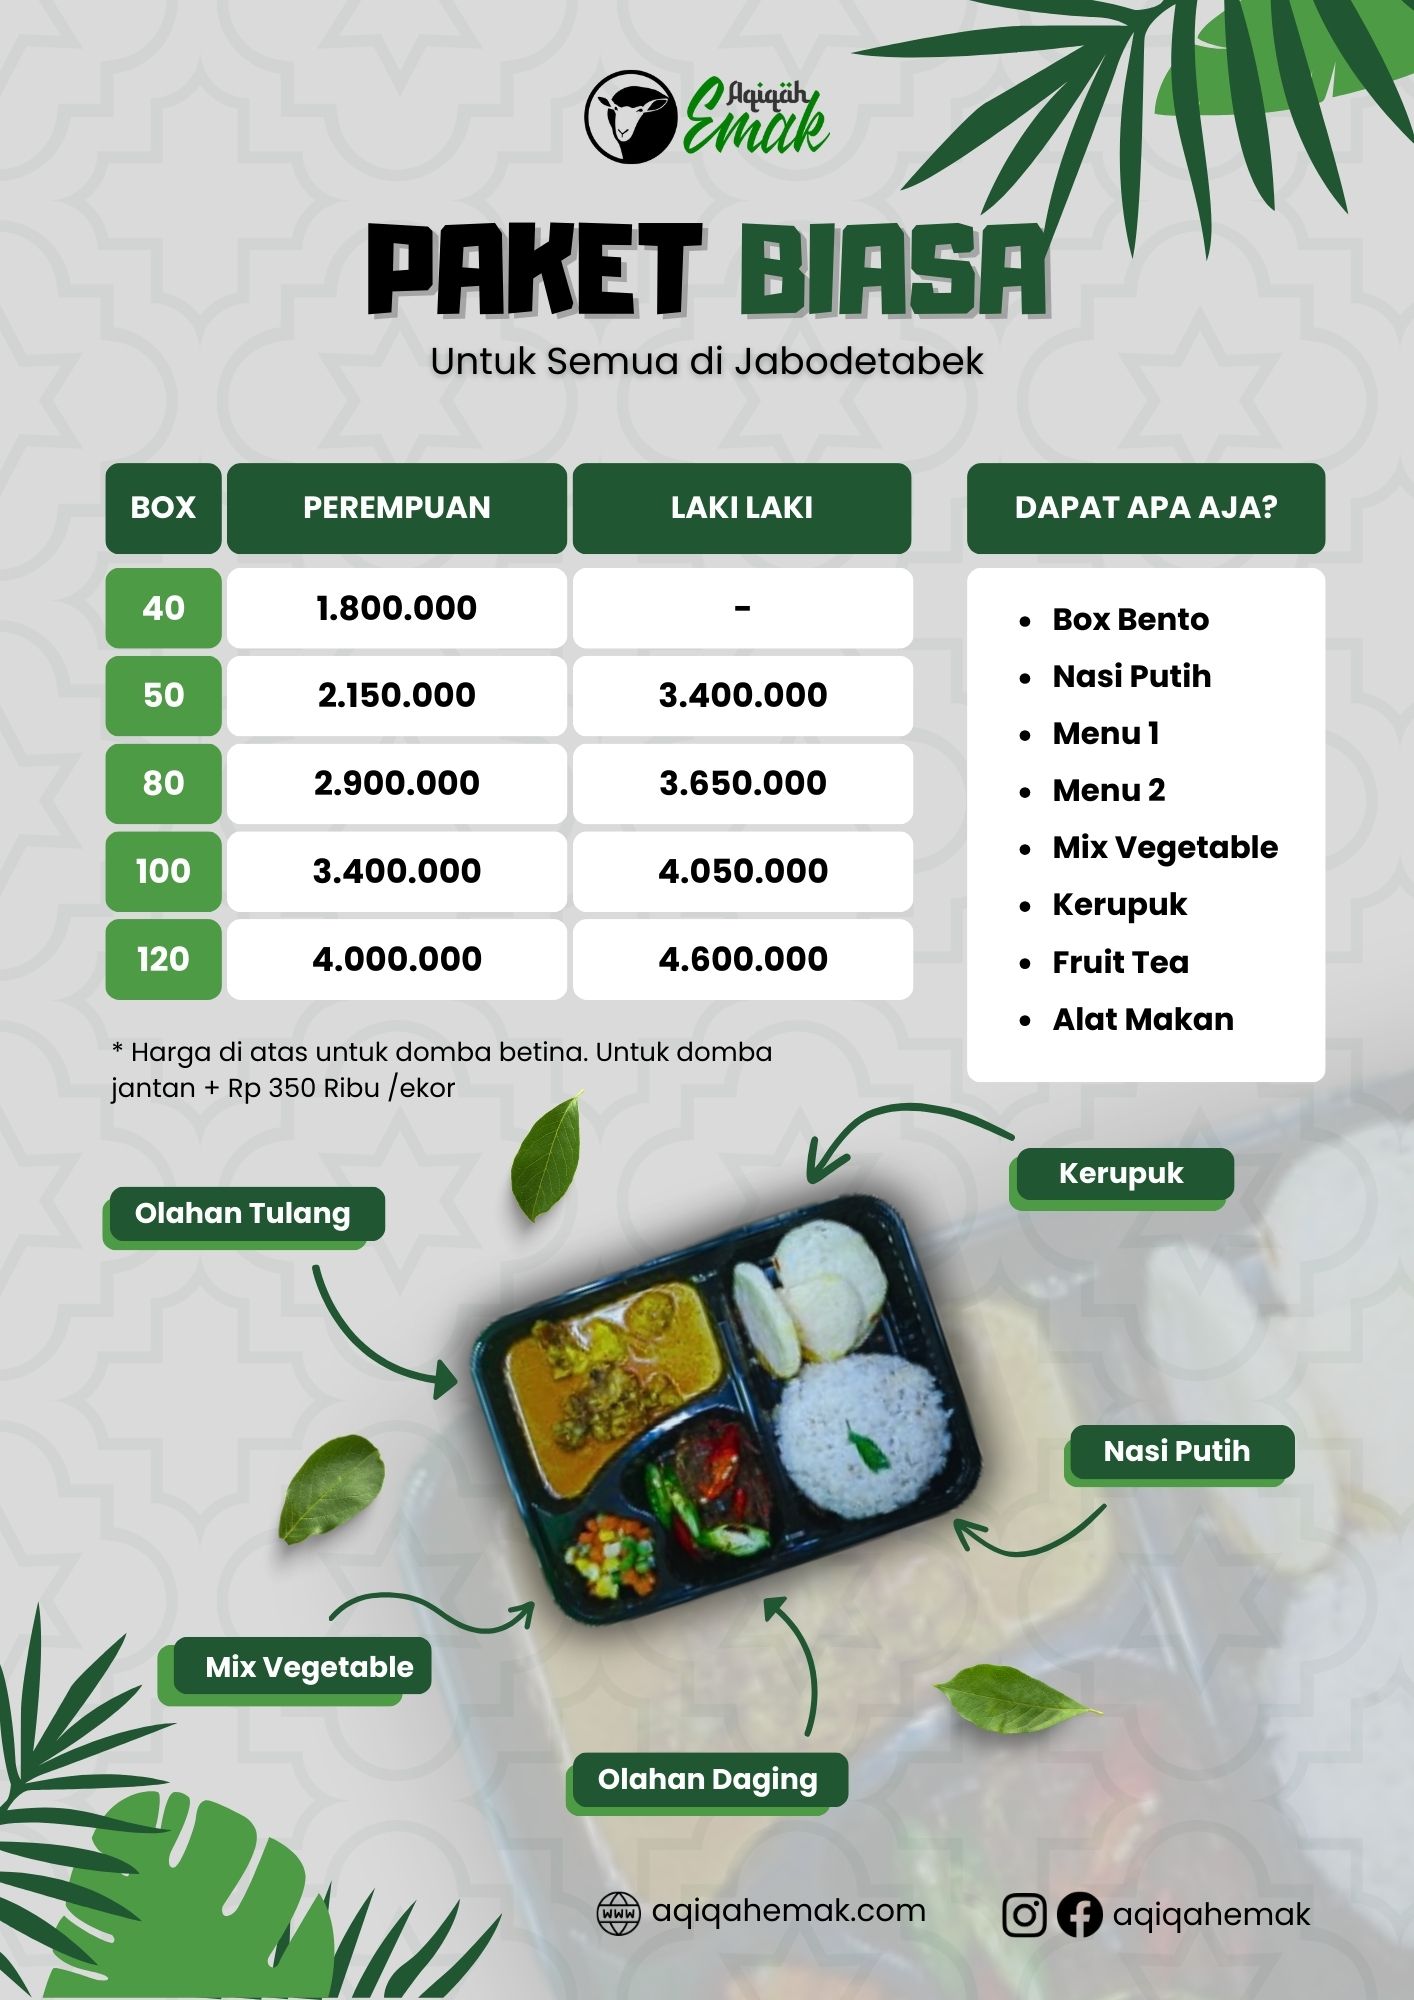 Aqiqäh
Emak
PAKET BIASA
Untuk Semua di Jabodetabek
BOX PEREMPUAN LAKI LAKI
40 1.800.000 -
50 2.150.000 3.400.000
80 2.900.000 3.650.000
100 3.400.000 4.050.000
120 4.000.000 4.600.000
* Harga di atas untuk domba betina. Untuk domba
jantan + Rp 350 Ribu /ekor
DAPAT APA AJA?
• Box Bento
• Nasi Putih
• Menu 1
• Menu 2
• Mix Vegetable
• Kerupuk
• Fruit Tea
• Alat Makan
Kerupuk
Olahan Tulang
Nasi Putih
Mix Vegetable
Olahan Daging
www aqiqahemak.com
aqiqahemak